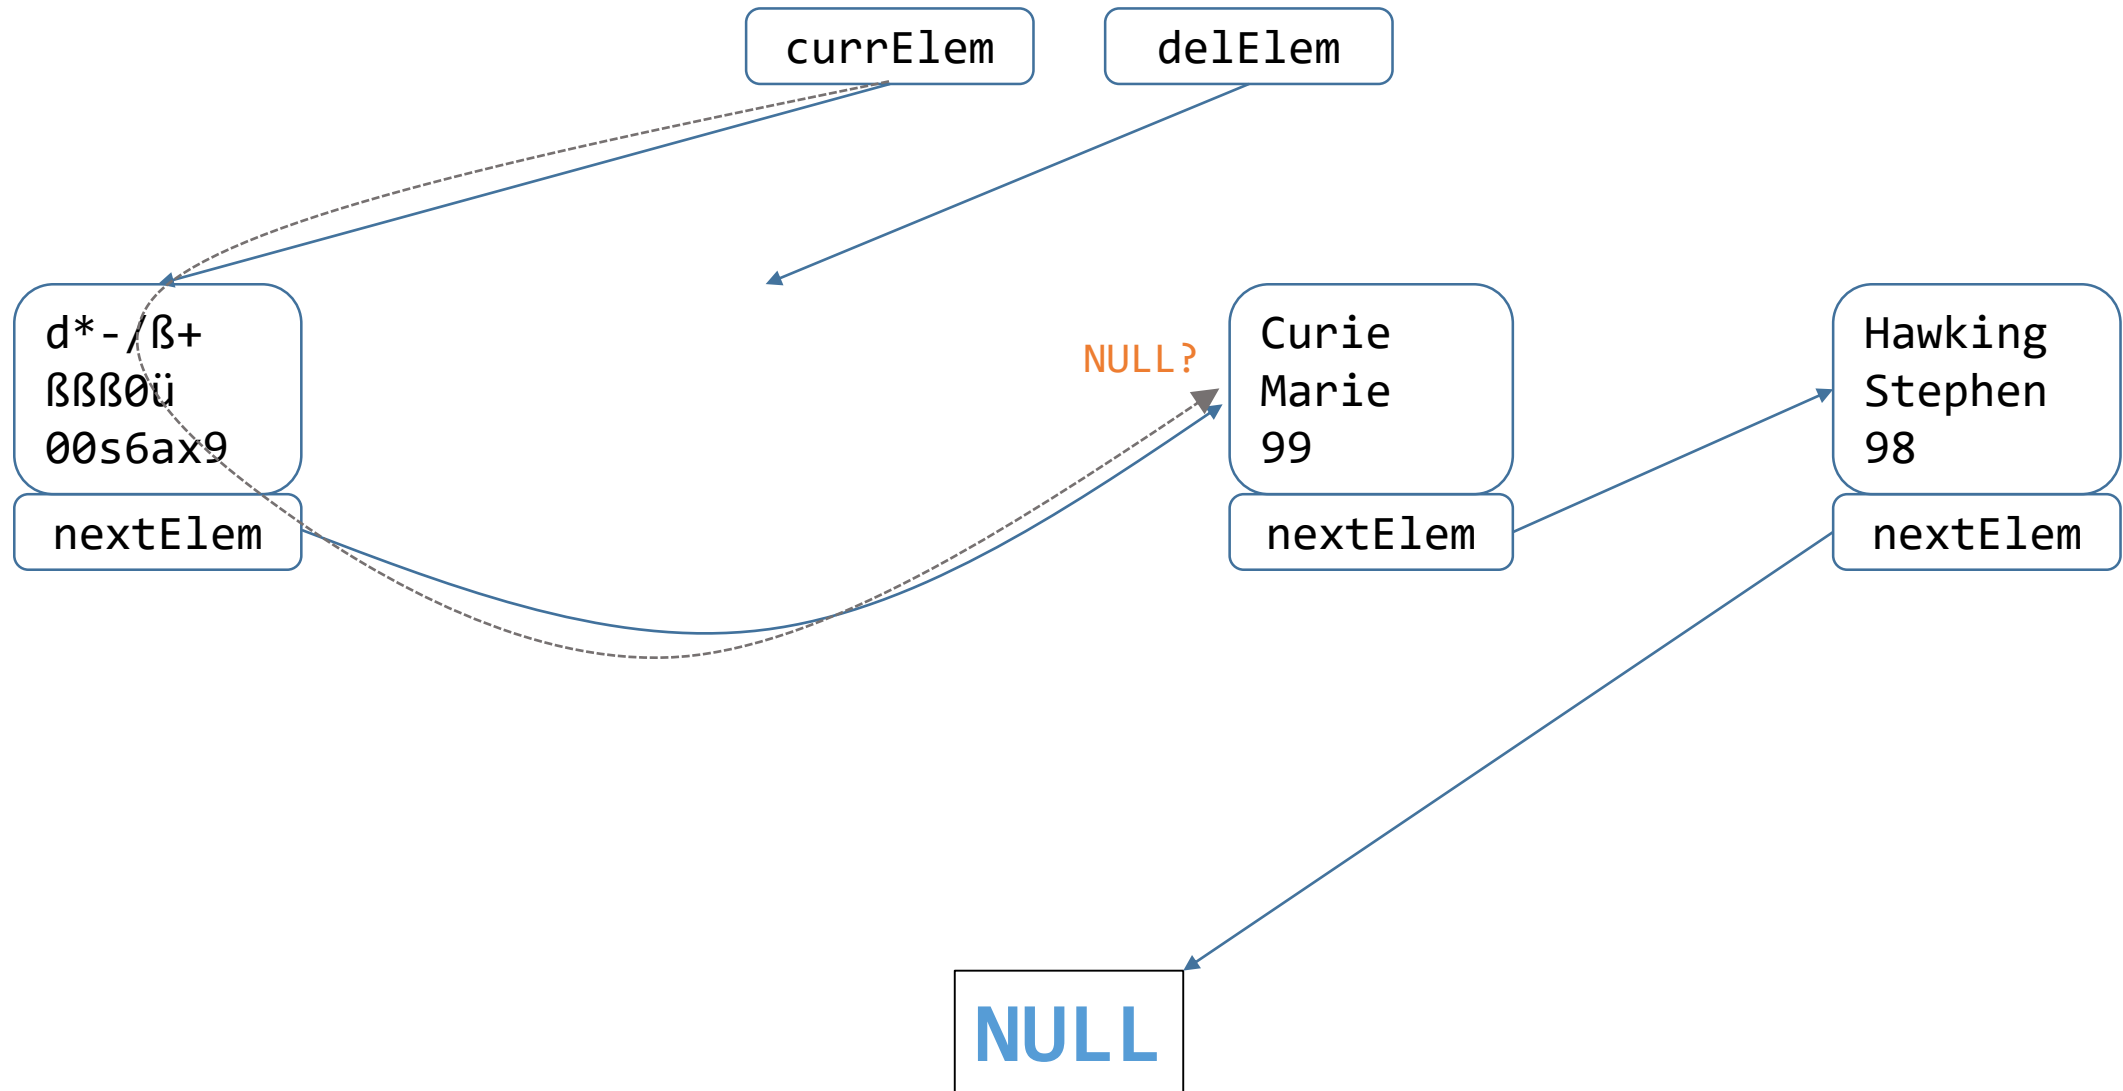 currElem
delElem
d*-/ß+
ßßß0ü
00s6ax9
nextElem
NULL?
Curie
Marie
99
nextElem
Hawking
Stephen
98
nextElem
NULL